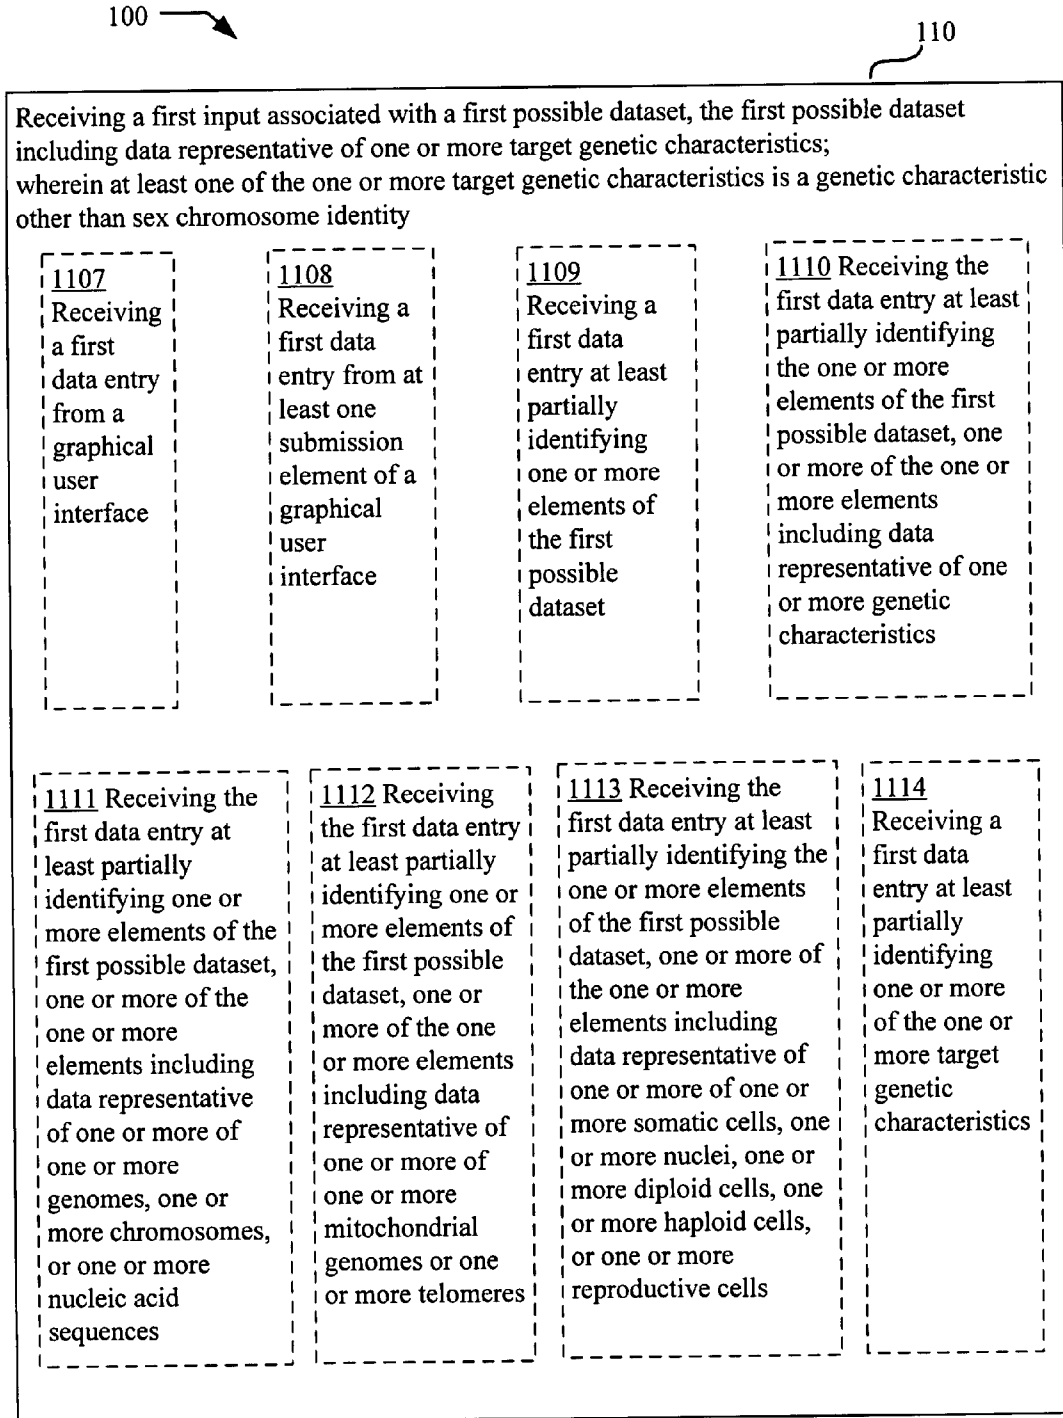 100
110
Receiving a first input associated with a first possible dataset, the first possible dataset
including data representative of one or more target genetic characteristics;
wherein at least one of the one or more target genetic characteristics is a genetic characteristic
other than sex chromosome identity
1107
Receiving
a first
data entry
from a
graphical
user
interface
1108
Receiving a
first data
entry from at
least one
submission
element of a
graphical
user
interface
1109
Receiving a
first data
entry at least
partially
identifying
one or more
elements of
the first
possible
dataset
1110 Receiving the
first data entry at least
partially identifying
the one or more
elements of the first
possible dataset, one
or more of the one or
more elements
including data
representative of one
or more genetic
characteristics
1111 Receiving the
first data entry at
least partially
identifying one or
more elements of the
first possible dataset,
one or more of the
one or more
elements including
data representative
of one or more of
one or more
genomes, one or
more chromosomes,
or one or more
nucleic acid
sequences
1112 Receiving
the first data entry
at least partially
identifying one or
more elements of
the first possible
dataset, one or
more of the one
or more elements
including data
representative of
one or more of
one or more
mitochondrial
genomes or one
or more telomeres
1113 Receiving the
first data entry at least
partially identifying the
one or more elements
of the first possible
dataset, one or more of
the one or more
elements including
data representative of
one or more of one or
more somatic cells, one
or more nuclei, one or
more diploid cells, one
or more haploid cells,
or one or more
reproductive cells
1114
Receiving a
first data
entry at least
partially
identifying
one or more
of the one or
more target
genetic
characteristics